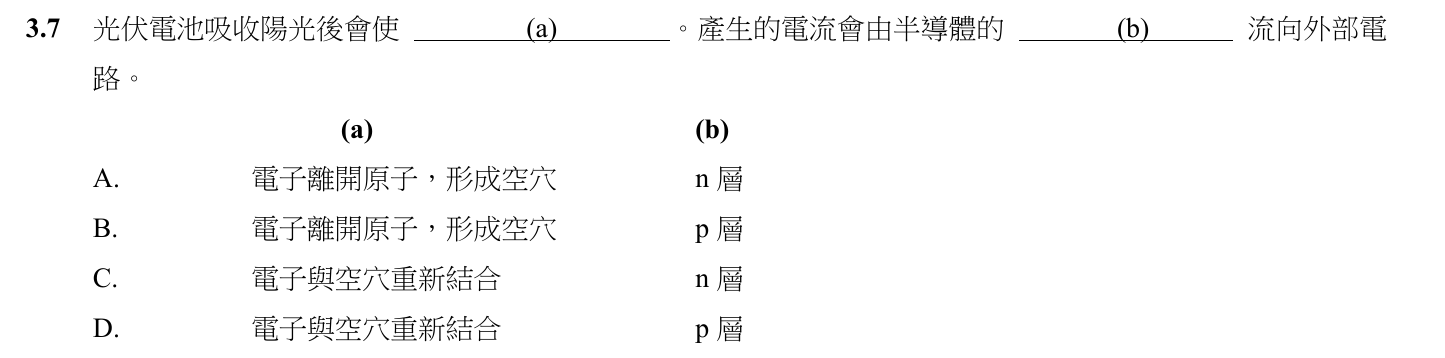 3.7 光伏電池吸收陽光後會使 (a) 。產生的電流會由半導體的 (b) 流向外部電
路。
(a) (b)
A. 電子離開原子，形成空穴 n 層
B. 電子離開原子，形成空穴 p 層
C. 電子與空穴重新結合 n 層
D. 電子與空穴重新結合 p 層